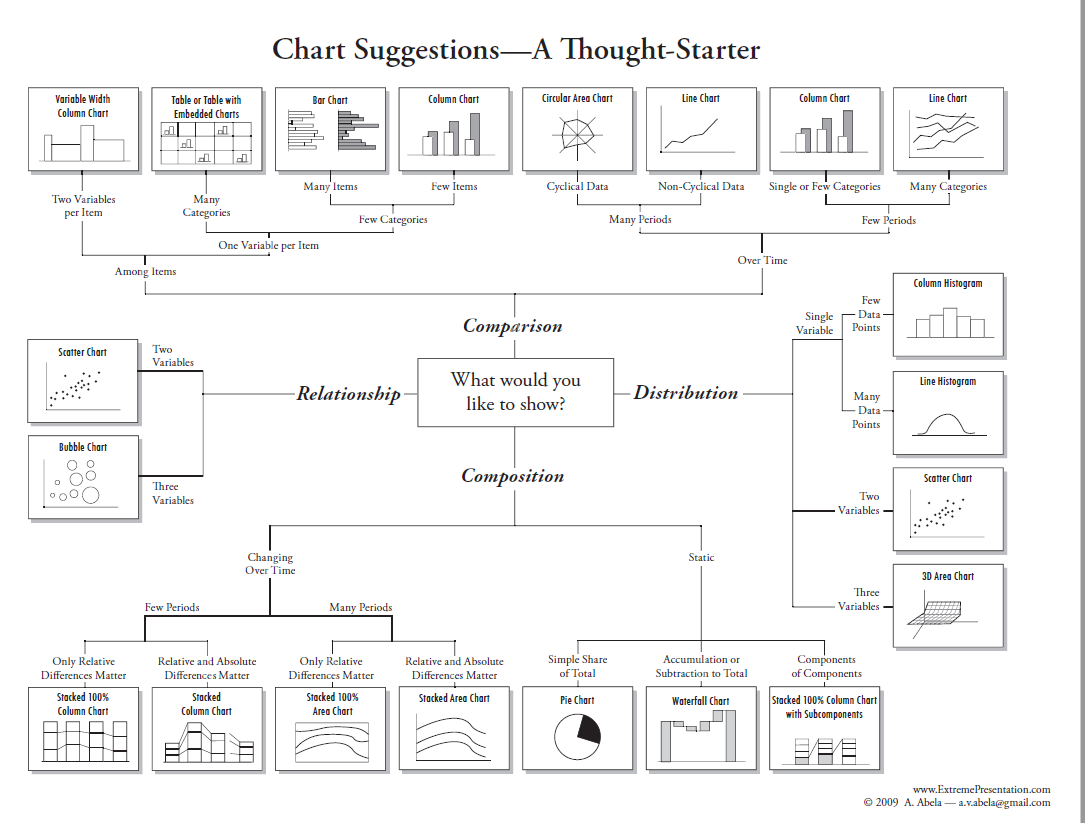 Chart Suggestions—A Thought-Starter
Variable Width
Column Chart
Table or Table with
Embedded Charts
Bar Chart
Column Chart
Circular Area Chart
Line Chart
Column Chart
Line Chart
Two Variables
per Item
Many
Categories
Many Items
Few Items
Cyclical Data
Non-Cyclical Data
Single or Few Categories
Many Categories
Few Categories
Many Periods
Few Periods
One Variable per Item
Among Items
Over Time
Comparison
What would you
like to show?
Relationship
Two
Variables
Scatter Chart
Three
Variables
Bubble Chart
Distribution
Single
Variable
Few
Data
Points
Column Histogram
Many
Data
Points
Line Histogram
Two
Variables
Scatter Chart
Three
Variables
3D Area Chart
Composition
Changing
Over Time
Static
Few Periods
Many Periods
Only Relative
Differences Matter
Relative and Absolute
Differences Matter
Only Relative
Differences Matter
Relative and Absolute
Differences Matter
Simple Share
of Total
Accumulation or
Subtraction to Total
Components
of Components
Stacked 100%
Column Chart
Stacked
Column Chart
Stacked 100%
Area Chart
Stacked Area Chart
Pie Chart
Waterfall Chart
Stacked 100% Column Chart
with Subcomponents
www.ExtremePresentation.com
© 2009 A. Abela — a.v.abela@gmail.com